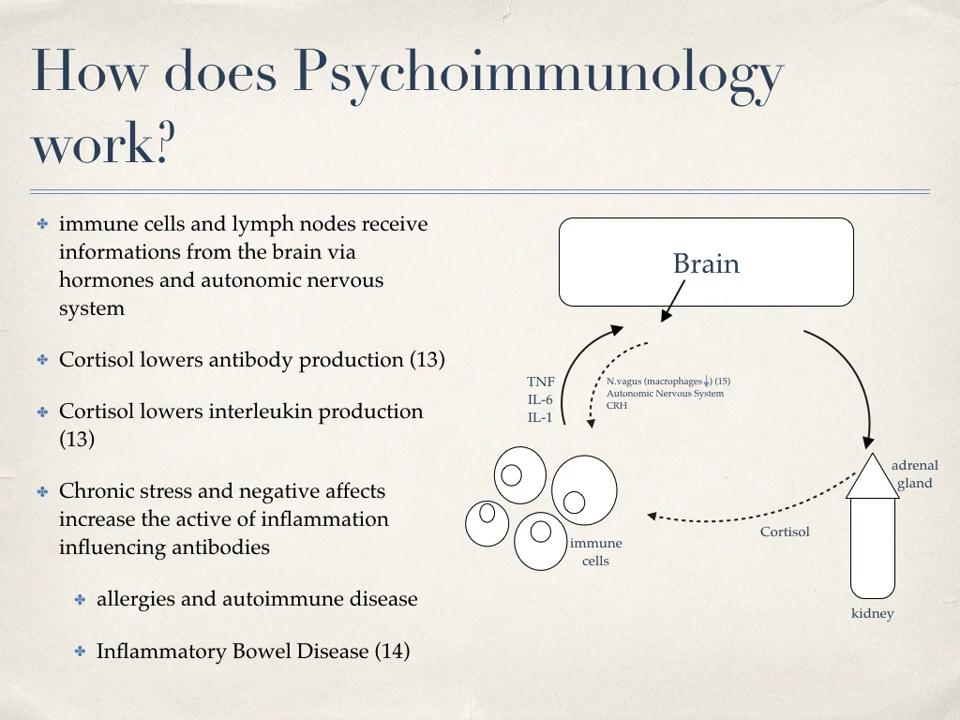 How does Psychoimmunology
work?
immune cells and lymph nodes receive
informations from the brain via
hormones and autonomic nervous
system
Cortisol lowers antibody production (13)
Cortisol lowers interleukin production
(13)
Chronic stress and negative affects
increase the active of inflammation
influencing antibodies
allergies and autoimmune disease
Inflammatory Bowel Disease (14)
Brain
TNF
IL-6
IL-1
N.vagus (macrophages↓) (15)
Autonomic Nervous System
CRH
adrenal
gland
Cortisol
immune
cells
kidney